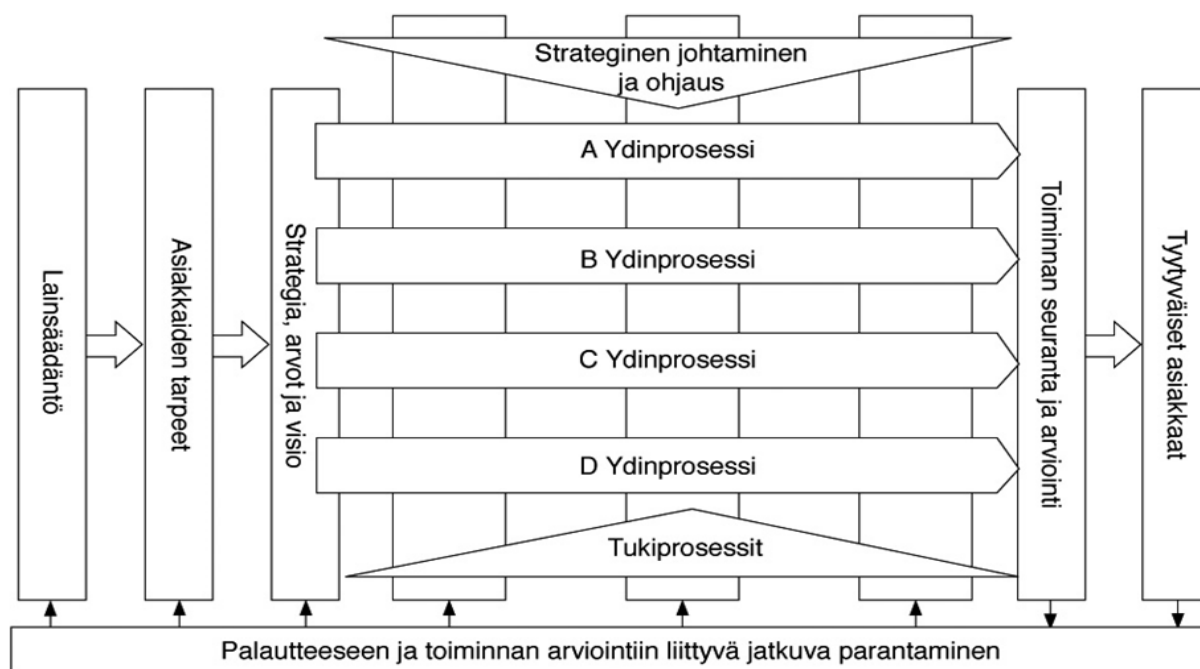 Strateginen johtaminen
ja ohjaus
Lainsäädäntö
Asiakkaiden tarpeet
Strategia, arvot ja visio
A Ydinprosessi
B Ydinprosessi
C Ydinprosessi
D Ydinprosessi
Tukiprosessit
Toiminnan seuranta ja arviointi
Tyytyväiset asiakkaat
Palautteeseen ja toiminnan arviointiin liittyvä jatkuva parantaminen